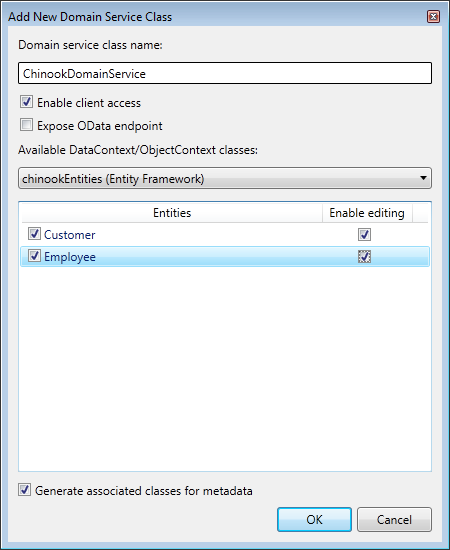 Add New Domain Service Class
Domain service class name:
ChinookDomainService
Enable client access
Expose OData endpoint
Available DataContext/ObjectContext classes:
chinookEntities (Entity Framework)
Entities Enable editing
Customer
Employee
Generate associated classes for metadata
OK Cancel